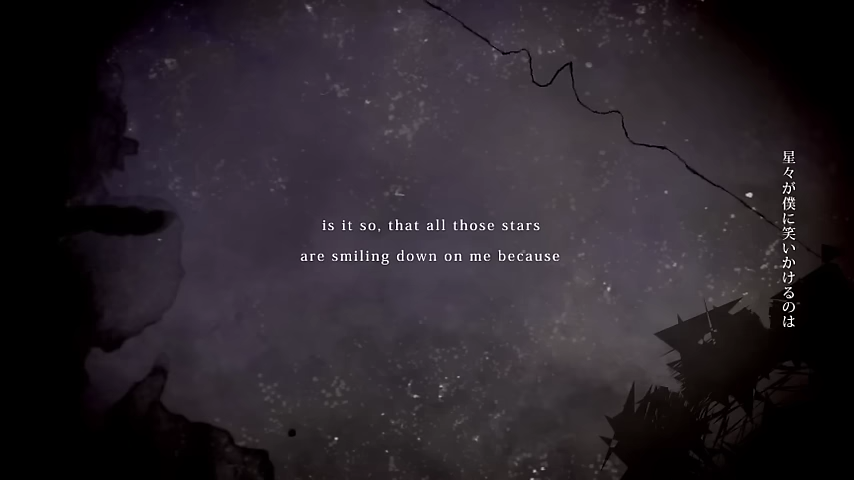 is it so, that all those stars
are smiling down on me because
星々が僕に笑いかけるのは